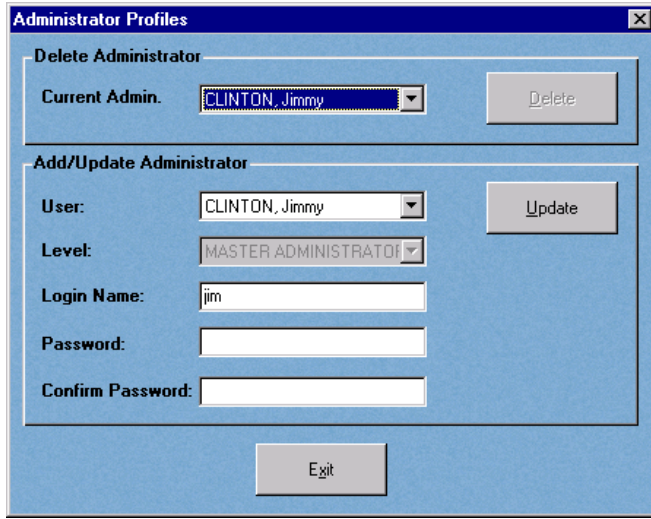 Administrator Profiles
Delete Administrator
Current Admin. CLINTON, Jimmy Delete
Add/Update Administrator
User: CLINTON, Jimmy Update
Level: MASTER ADMINISTRATOR
Login Name: jim
Password:
Confirm Password:
Exit